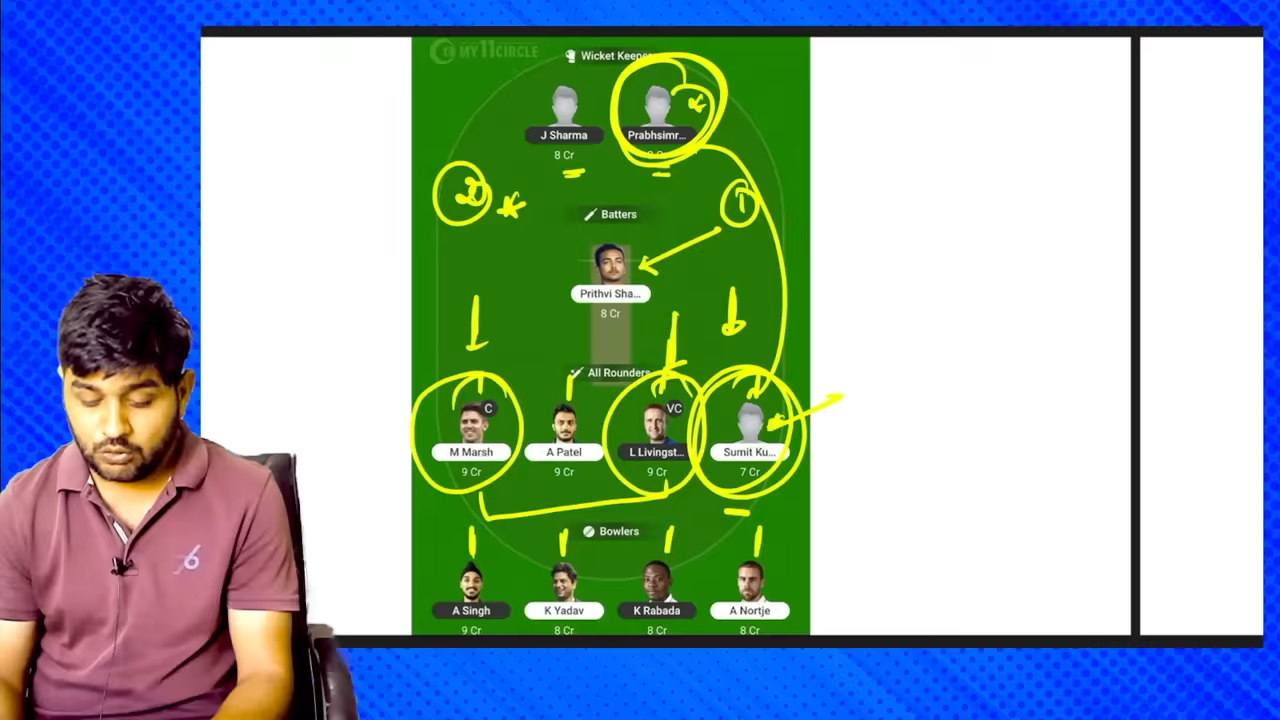 MY11CIRCLE
Wicket Keeper
J Sharma Prabhsimr...
8 Cr
Batters
Prithvi Sha...
8 Cr
All Rounders
C VC
M Marsh A Patel L Livingst... Sumit Ku...
9 Cr 9 Cr 9 Cr 7 Cr
Bowlers
A Singh K Yadav K Rabada A Nortje
9 Cr 8 Cr 8 Cr 8 Cr